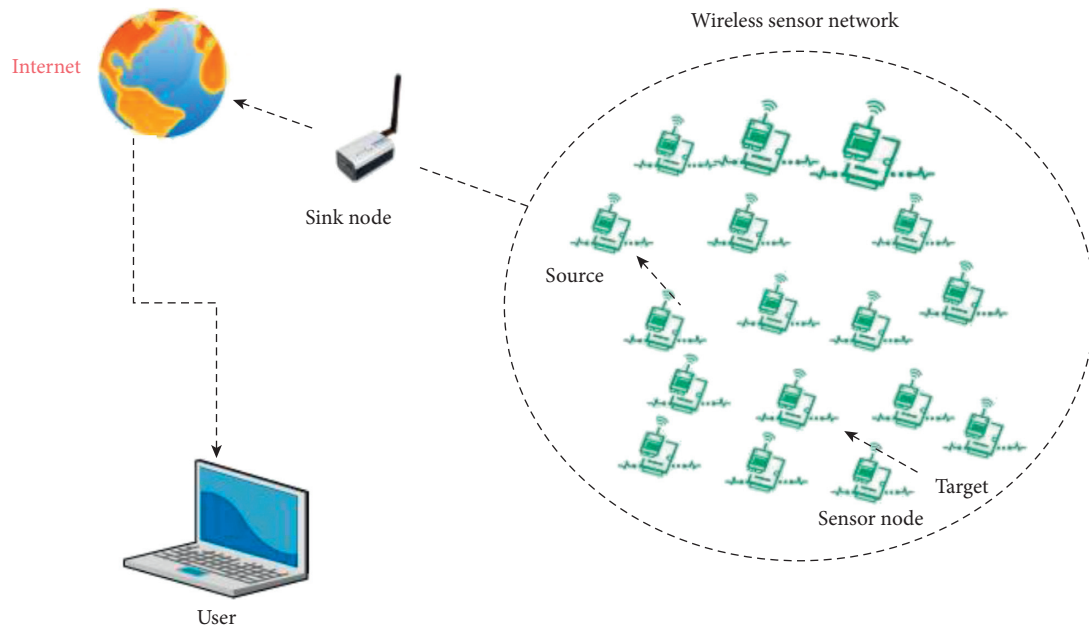 Wireless sensor network
Internet
Sink node
Source
Target
Sensor node
User